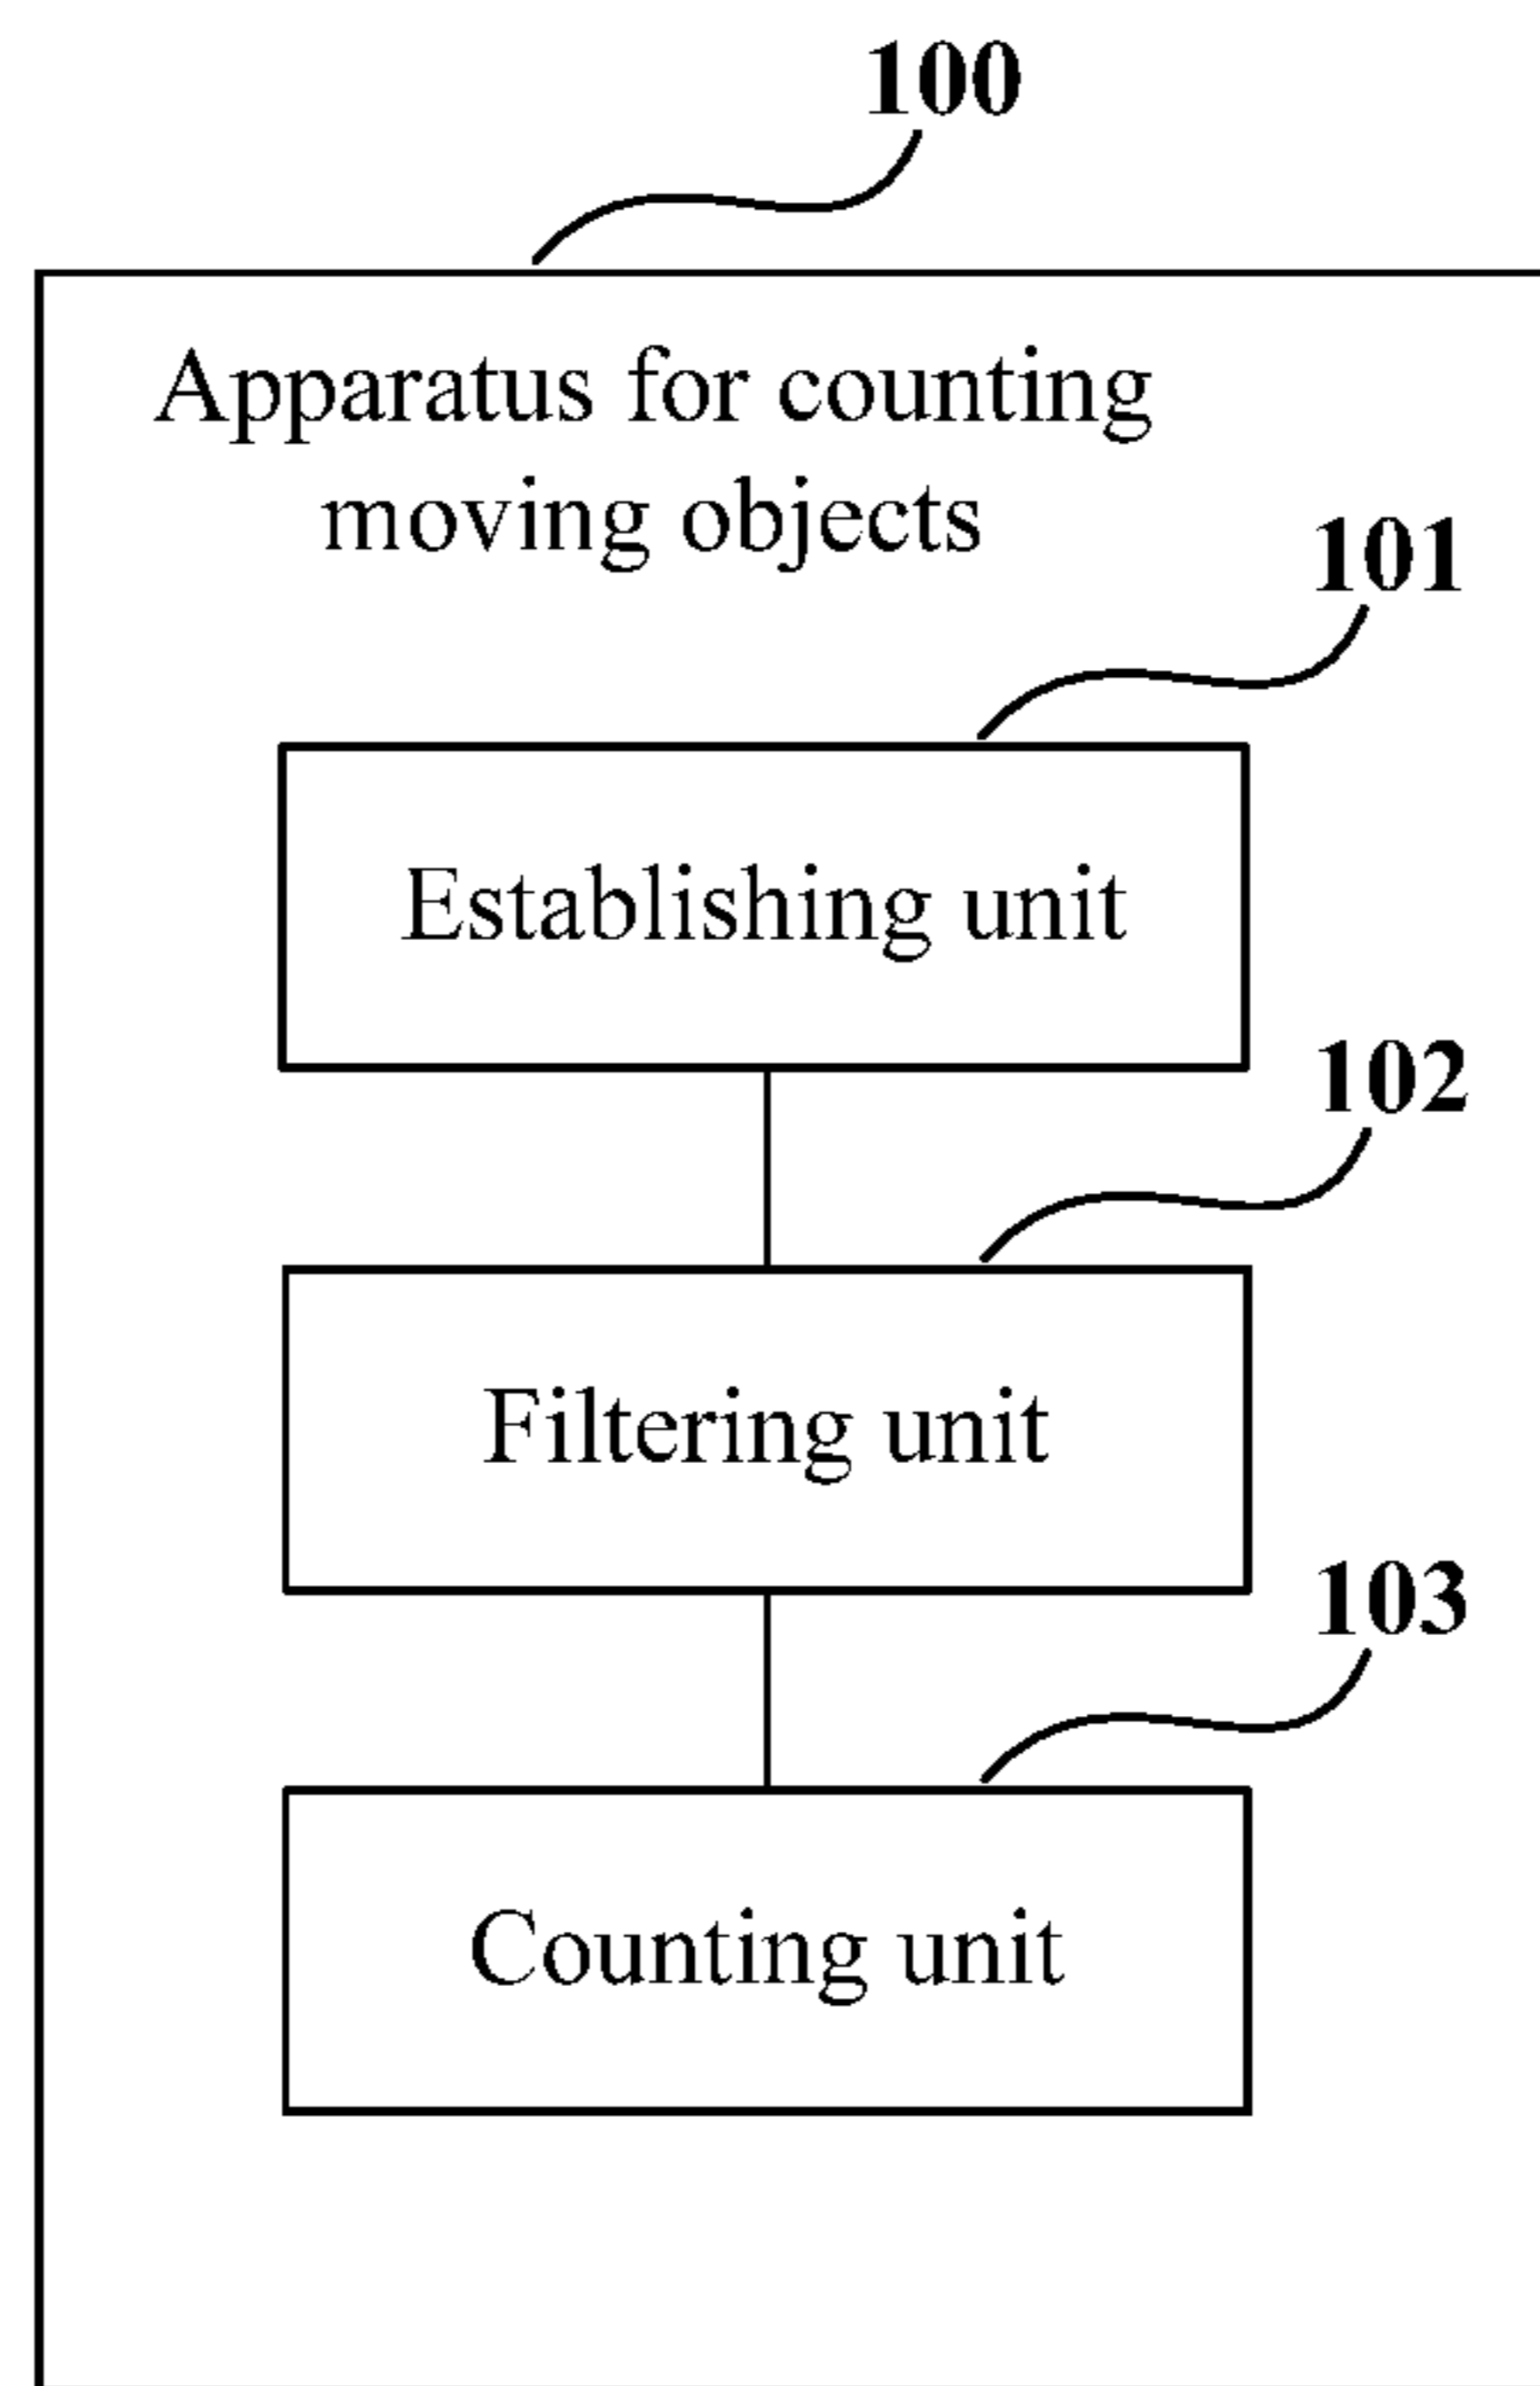 100
Apparatus for counting
moving objects
101
Establishing unit
102
Filtering unit
103
Counting unit